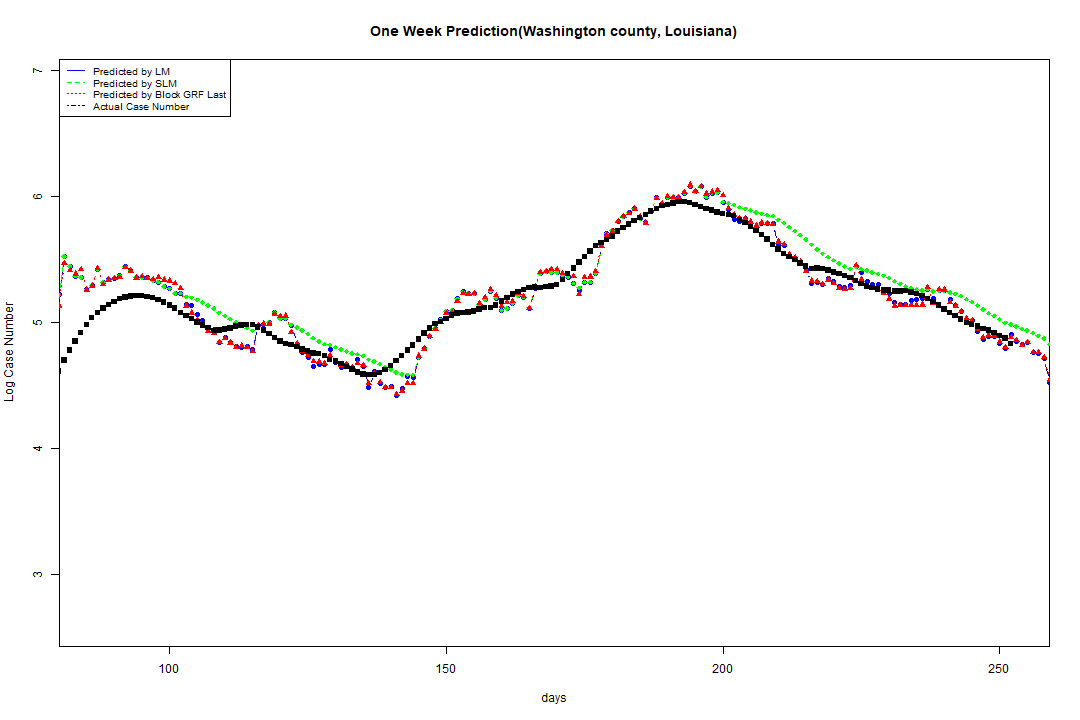 One Week Prediction(Washington county, Louisiana)
Predicted by LM
Predicted by SLM
Predicted by Block GRF Last
Actual Case Number
7
6
5
4
3
Log Case Number
100 150 200 250
days